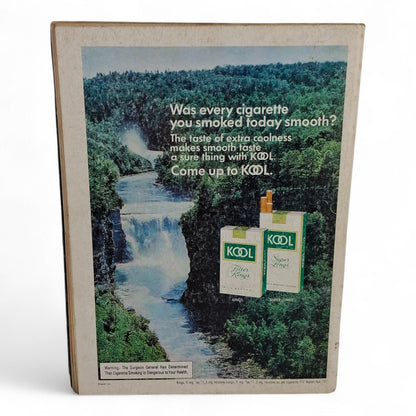 Was every cigarette
you smoked today smooth?
The taste of extra coolness
makes smooth taste
a sure thing with KOOL.
Come up to KOOL.
KOOL
Super
Longs
KOOL
Filter
Kings
Warning: The Surgeon General Has Determined
That Cigarette Smoking Is Dangerous to Your Health.